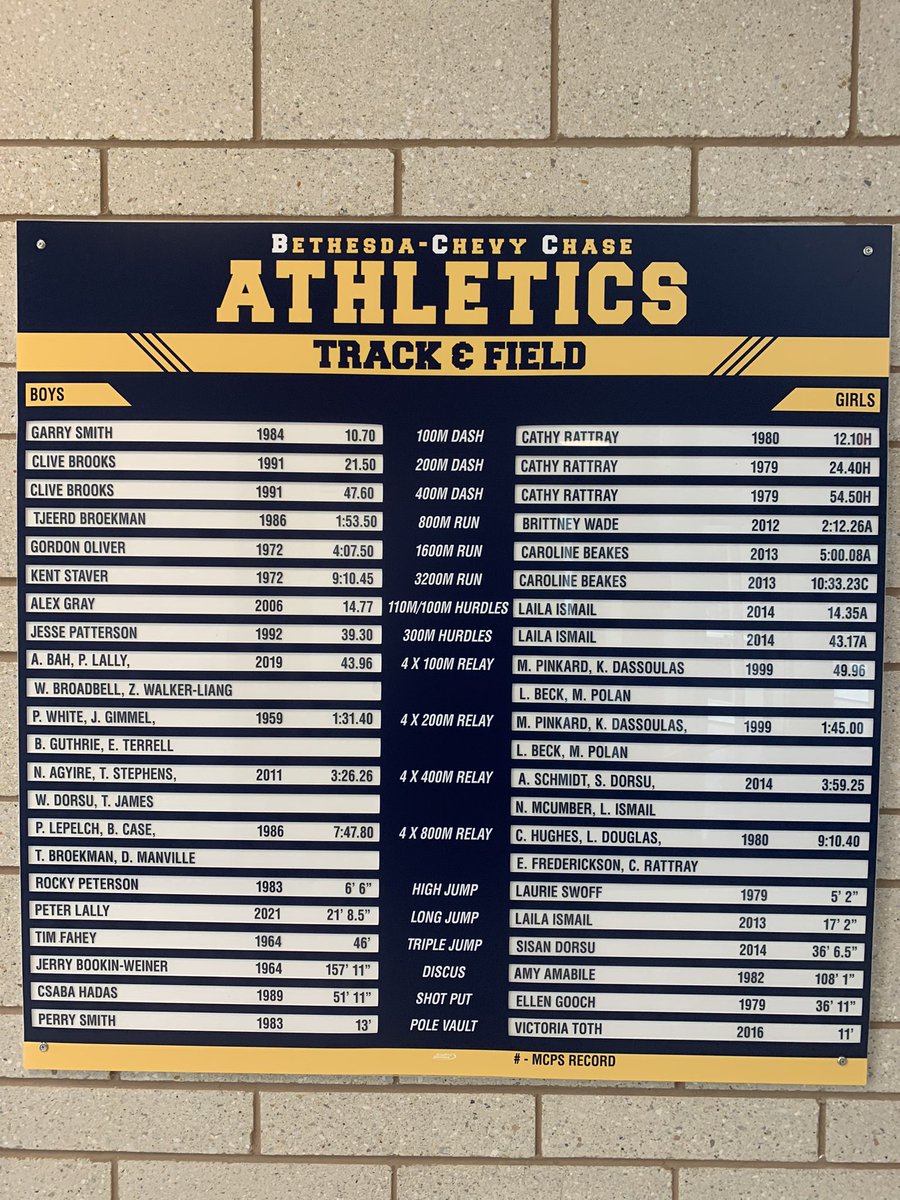 BETHESDA-CHEVY CHASE
ATHLETICS
TRACK & FIELD
BOYS GIRLS
GARRY SMITH 1984 10.70 100M DASH CATHY RATTRAY 1980 12.10H
CLIVE BROOKS 1991 21.50 200M DASH CATHY RATTRAY 1979 24.40H
CLIVE BROOKS 1991 47.60 400M DASH CATHY RATTRAY 1979 54.50H
TJEERD BROEKMAN 1986 1:53.50 800M RUN BRITTNEY WADE 2012 2:12.26A
GORDON OLIVER 1972 4:07.50 1600M RUN CAROLINE BEAKES 2013 5:00.08A
KENT STAVER 1972 9:10.45 3200M RUN CAROLINE BEAKES 2013 10:33.23C
ALEX GRAY 2006 14.77 110M/100M HURDLES LAILA ISMAIL 2014 14.35A
JESSE PATTERSON 1992 39.30 300M HURDLES LAILA ISMAIL 2014 43.17A
A. BAH, P. LALLY, 2019 43.96 4 X 100M RELAY M. PINKARD, K. DASSOULAS 1999 49.96
W. BROADBELL, Z. WALKER-LIANG L. BECK, M. POLAN
P. WHITE, J. GIMMEL, 1959 1:31.40 4 X 200M RELAY M. PINKARD, K. DASSOULAS, 1999 1:45.00
B. GUTHRIE, E. TERRELL L. BECK, M. POLAN
N. AGYIRE, T. STEPHENS, 2011 3:26.26 4 X 400M RELAY A. SCHMIDT, S. DORSU, 2014 3:59.25
W. DORSU, T. JAMES N. MCUMBER, L. ISMAIL
P. LEPELCH, B. CASE, 1986 7:47.80 4 X 800M RELAY C. HUGHES, L. DOUGLAS, 1980 9:10.40
T. BROEKMAN, D. MANVILLE E. FREDERICKSON, C. RATTRAY
ROCKY PETERSON 1983 6’ 6” HIGH JUMP LAURIE SWOFF 1979 5’ 2”
PETER LALLY 2021 21’ 8.5” LONG JUMP LAILA ISMAIL 2013 17’ 2”
TIM FAHEY 1964 46’ TRIPLE JUMP SISAN DORSU 2014 36’ 6.5”
JERRY BOOKIN-WEINER 1964 157’ 11” DISCUS AMY AMABILE 1982 108’ 1”
CSABA HADAS 1989 51’ 11” SHOT PUT ELLEN GOOCH 1979 36’ 11”
PERRY SMITH 1983 13’ POLE VAULT VICTORIA TOTH 2016 11’
# - MCPS RECORD